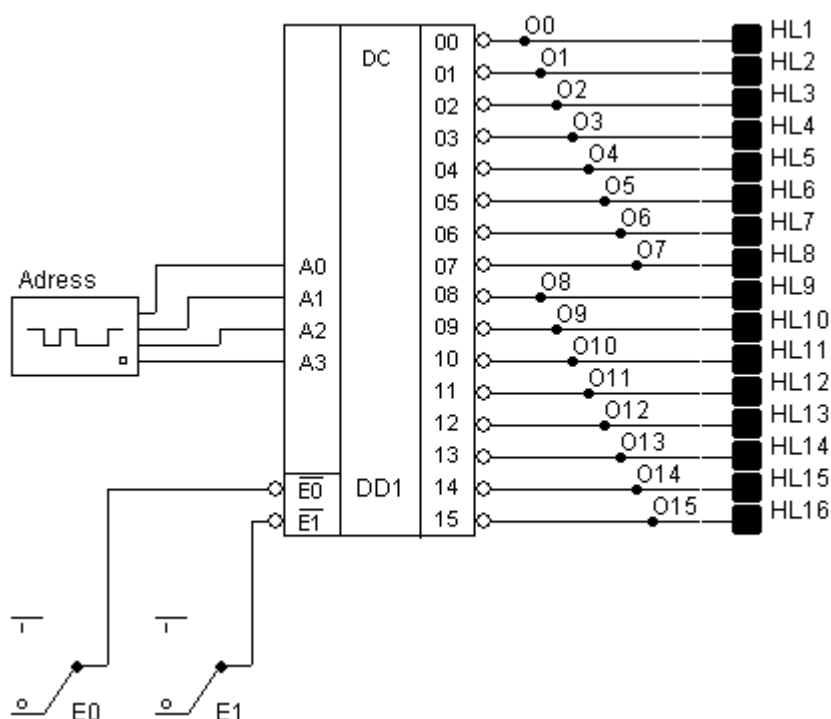 O0 HL1
DC 00
O1 HL2
01
O2 HL3
02
O3 HL4
03
O4 HL5
04
O5 HL6
05
O6 HL7
06
O7 HL8
07
Adress A0
O8 HL9
A1 08
O9 HL10
A2 09
O10 HL11
A3 10
O11 HL12
11
O12 HL13
12
O13 HL14
13
O14 HL15
E0 DD1 14
O15 HL16
E1 15
E0 E1